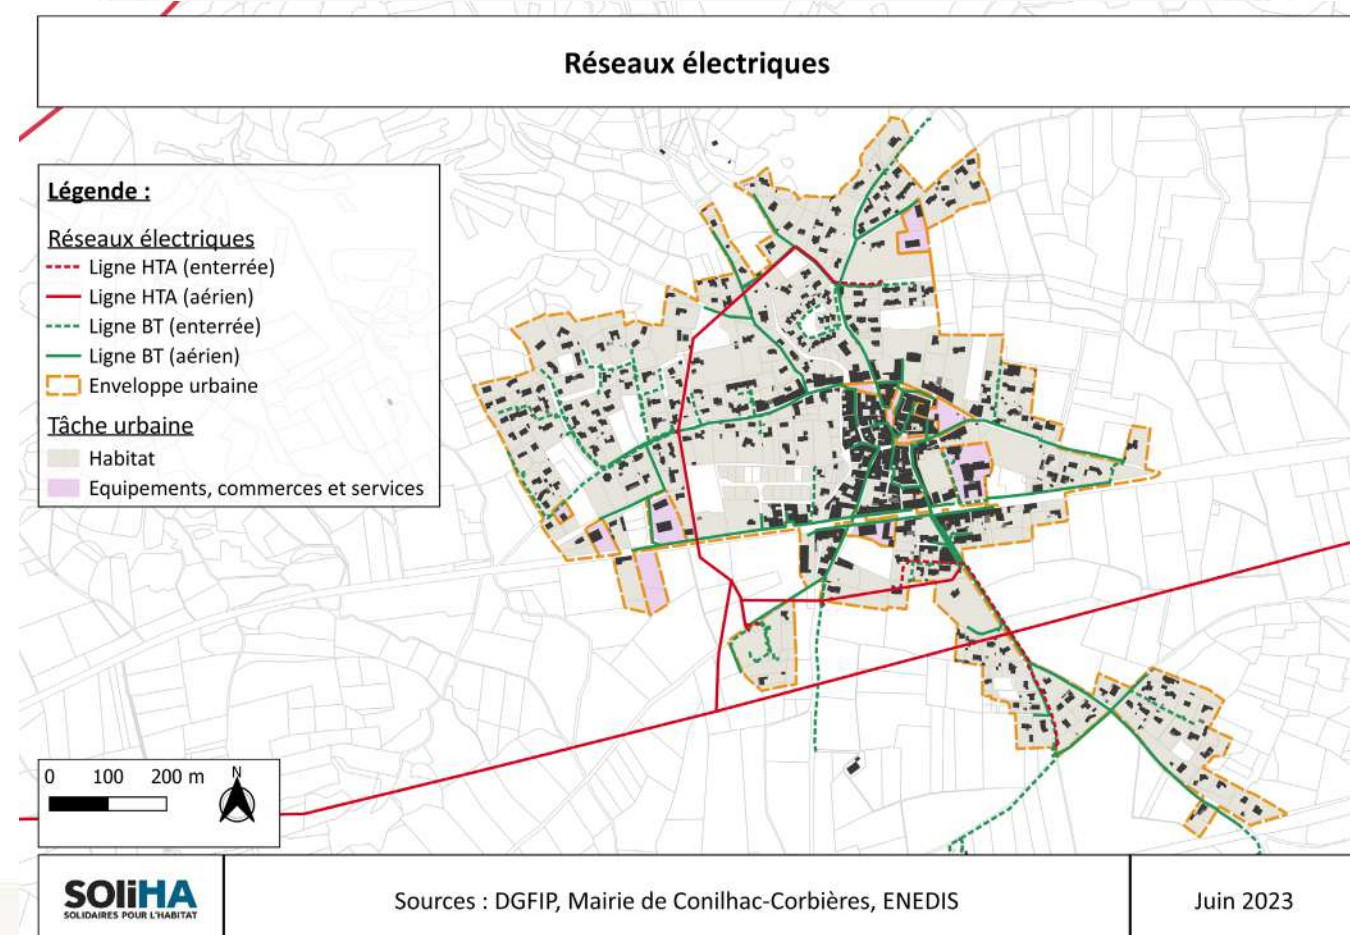 Réseaux électriques
Légende :
Réseaux électriques
Ligne HTA (enterrée)
Ligne HTA (aérien)
Ligne BT (enterrée)
Ligne BT (aérien)
Enveloppe urbaine
Tâche urbaine
Habitat
Equipements, commerces et services
0 100 200 m
N
SOLiHA
SOLIDAIRES POUR L'HABITAT
Sources : DGFIP, Mairie de Conilhac-Corbières, ENEDIS
Juin 2023